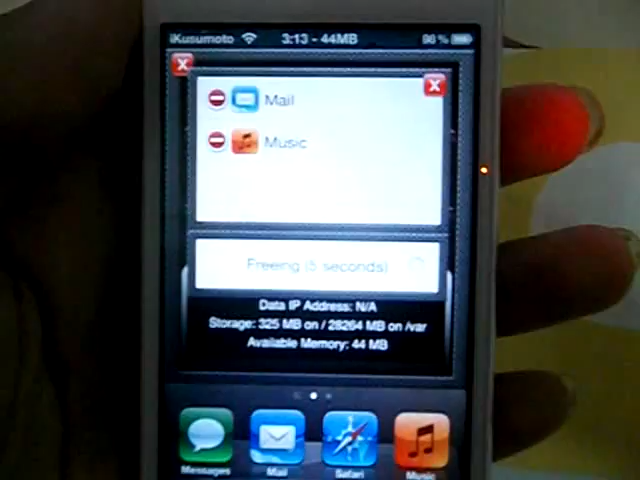 iKusumoto 3:13 - 44MB 98 %
Mail
Music
Freeing (5 seconds)
Data IP Address: N/A
Storage: 325 MB on / 28264 MB on /var
Available Memory: 44 MB
Messages Mail Safari Music